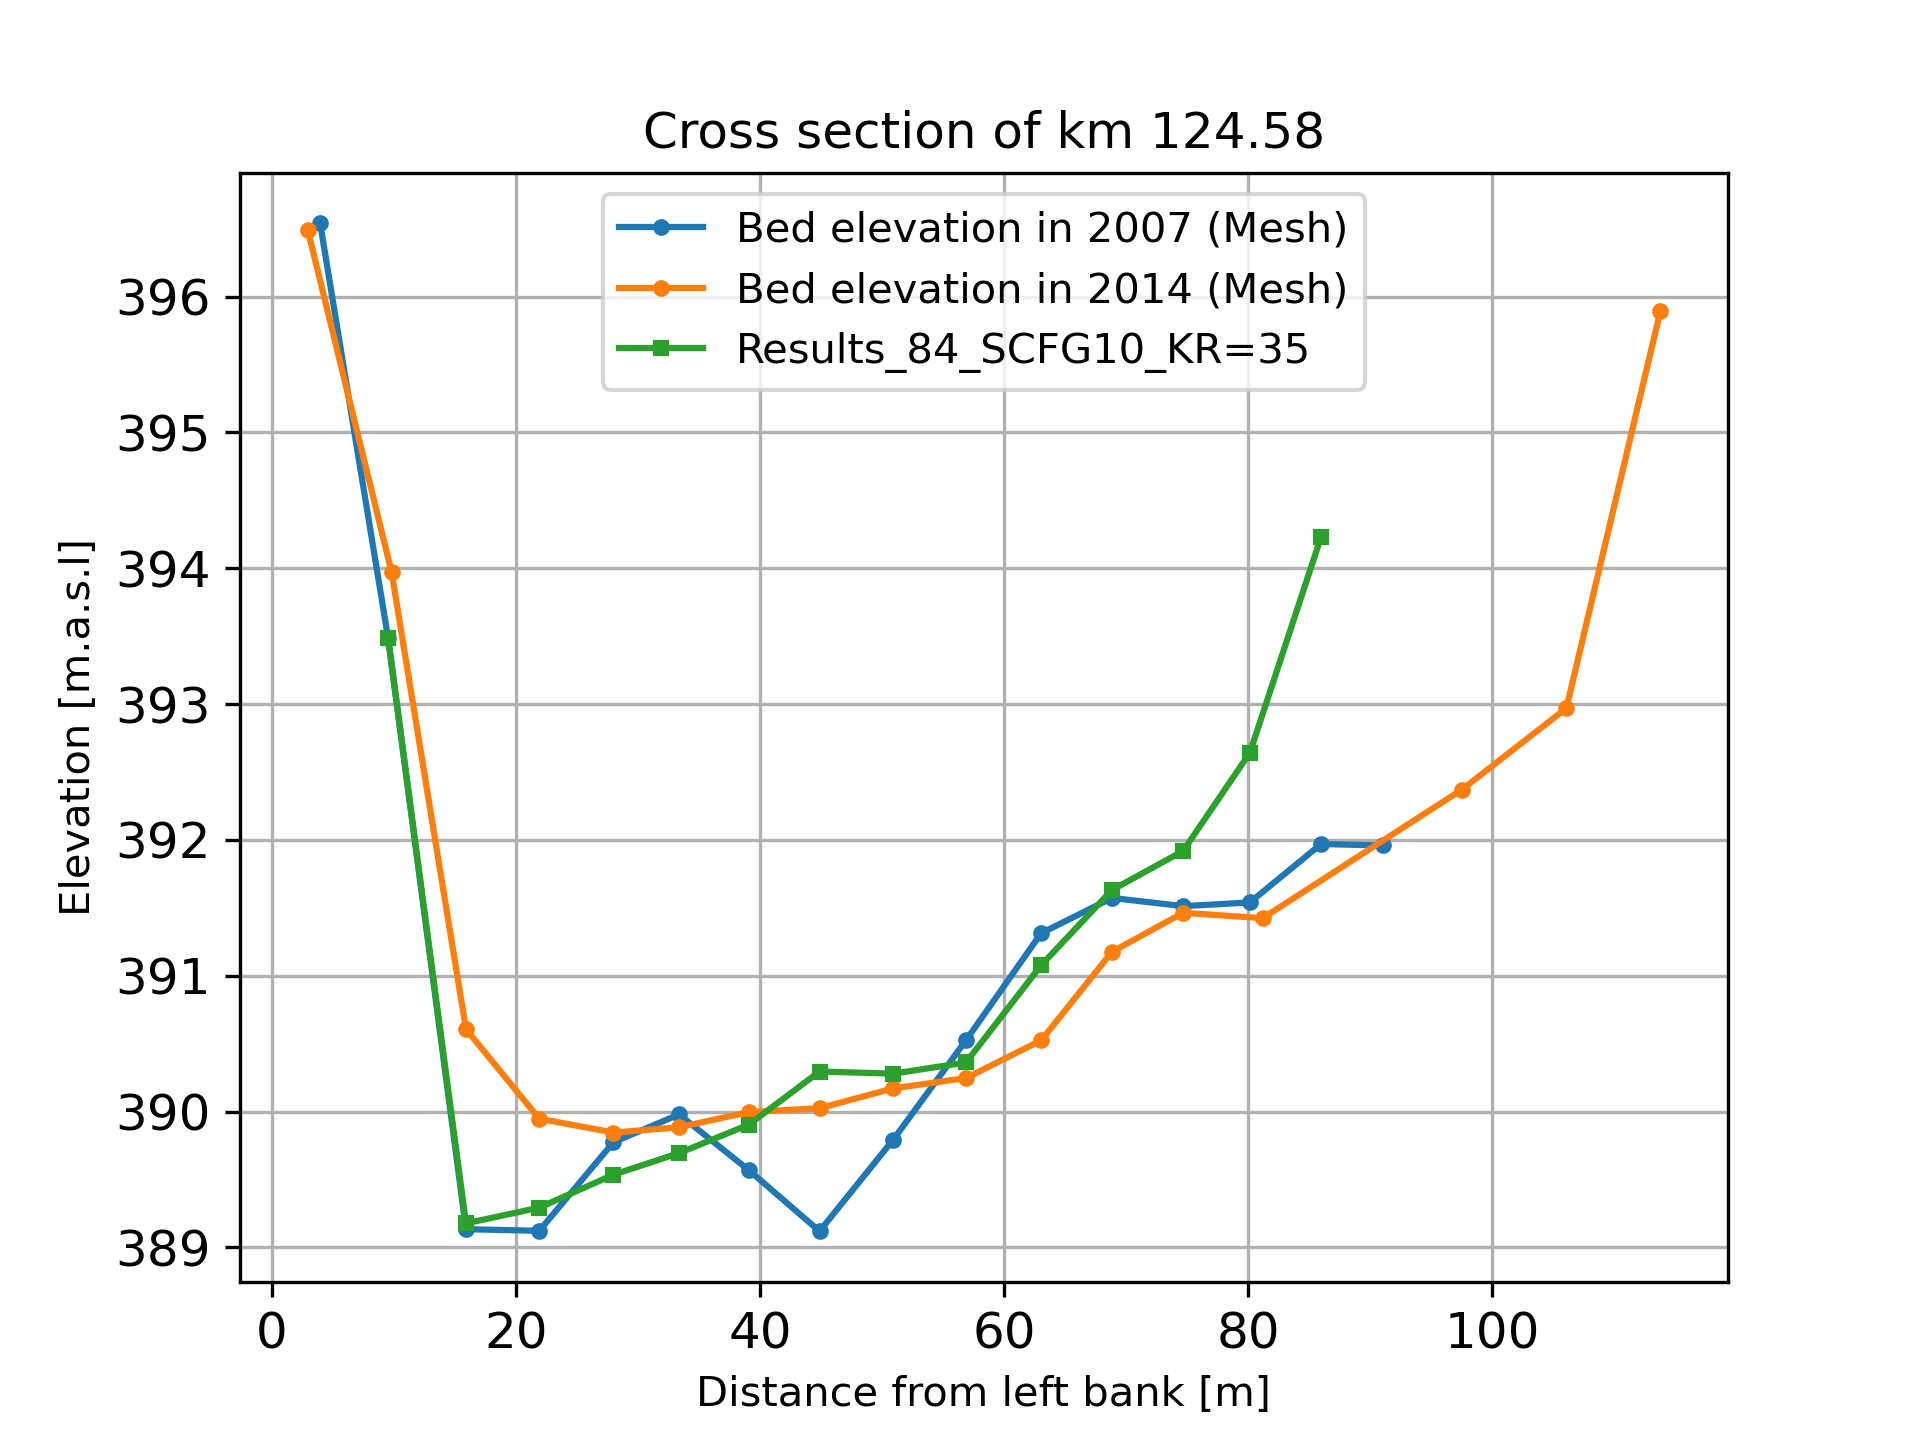 Cross section of km 124.58
Bed elevation in 2007 (Mesh)
Bed elevation in 2014 (Mesh)
Results_84_SCFG10_KR=35
396
395
394
393
392
391
390
389
Elevation [m.a.s.l]
0 20 40 60 80 100
Distance from left bank [m]